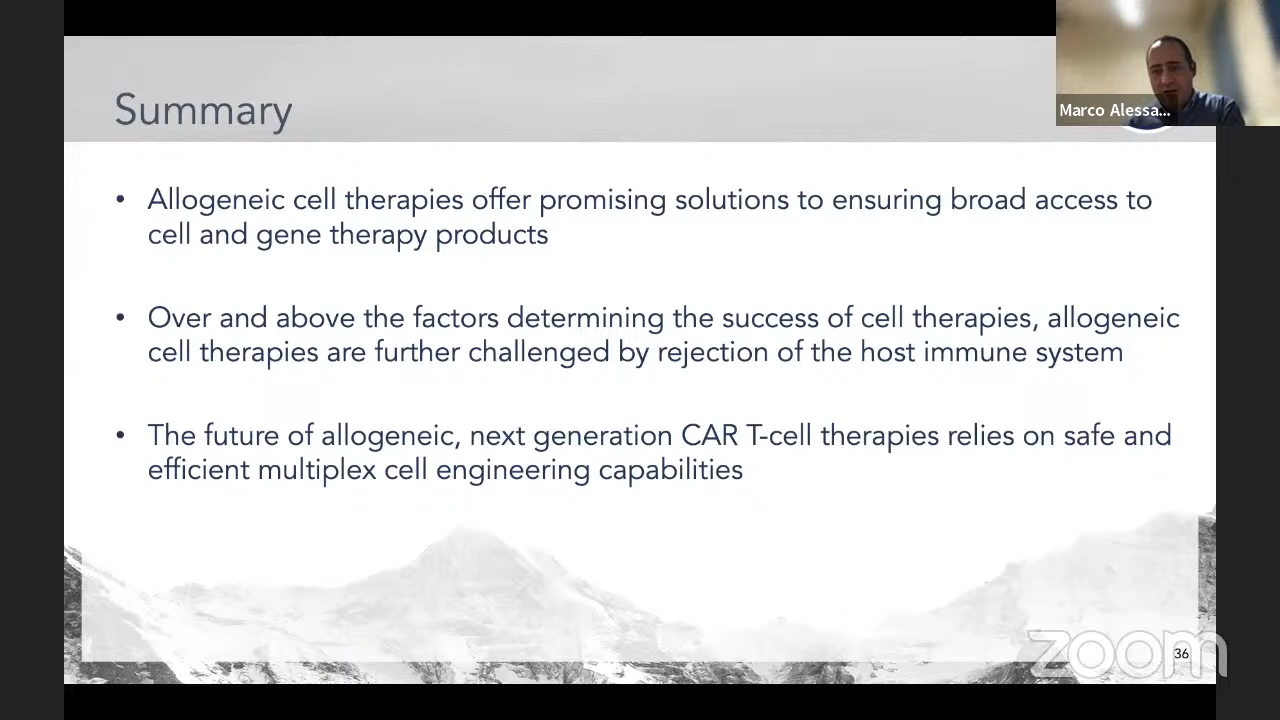 Summary
Marco Alessa...
• Allogeneic cell therapies offer promising solutions to ensuring broad access to
cell and gene therapy products
• Over and above the factors determining the success of cell therapies, allogeneic
cell therapies are further challenged by rejection of the host immune system
• The future of allogeneic, next generation CAR T-cell therapies relies on safe and
efficient multiplex cell engineering capabilities
zoom
36